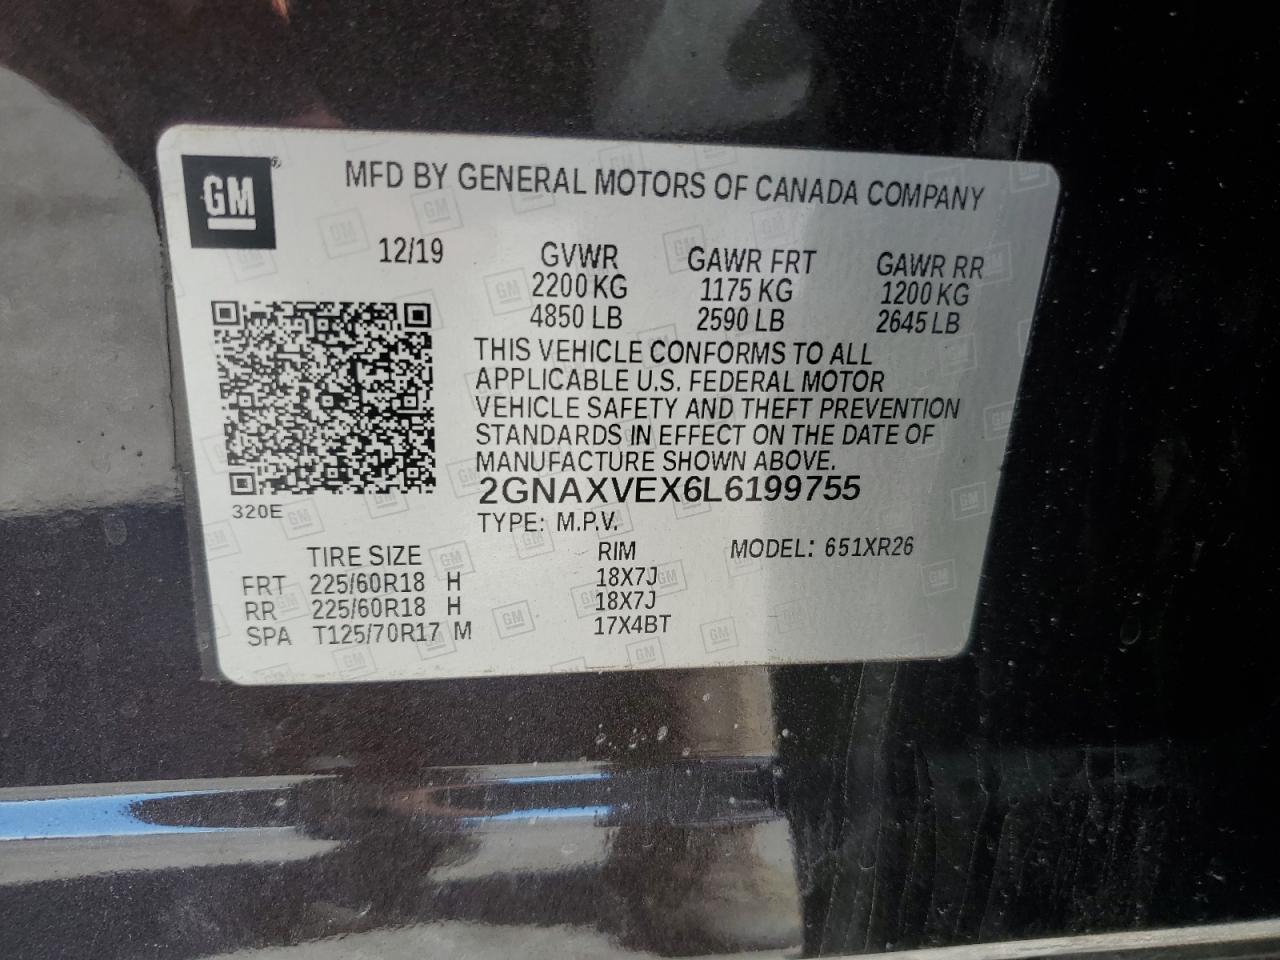 GM
MFD BY GENERAL MOTORS OF CANADA COMPANY
12/19 GVWR GAWR FRT GAWR RR
2200 KG 1175 KG 1200 KG
4850 LB 2590 LB 2645 LB
THIS VEHICLE CONFORMS TO ALL
APPLICABLE U.S. FEDERAL MOTOR
VEHICLE SAFETY AND THEFT PREVENTION
STANDARDS IN EFFECT ON THE DATE OF
MANUFACTURE SHOWN ABOVE.
2GNAXVEX6L6199755
320E
TYPE: M.P.V.
TIRE SIZE RIM MODEL: 651XR26
FRT 225/60R18 H 18X7J
RR 225/60R18 H 18X7J
SPA T125/70R17 M 17X4BT